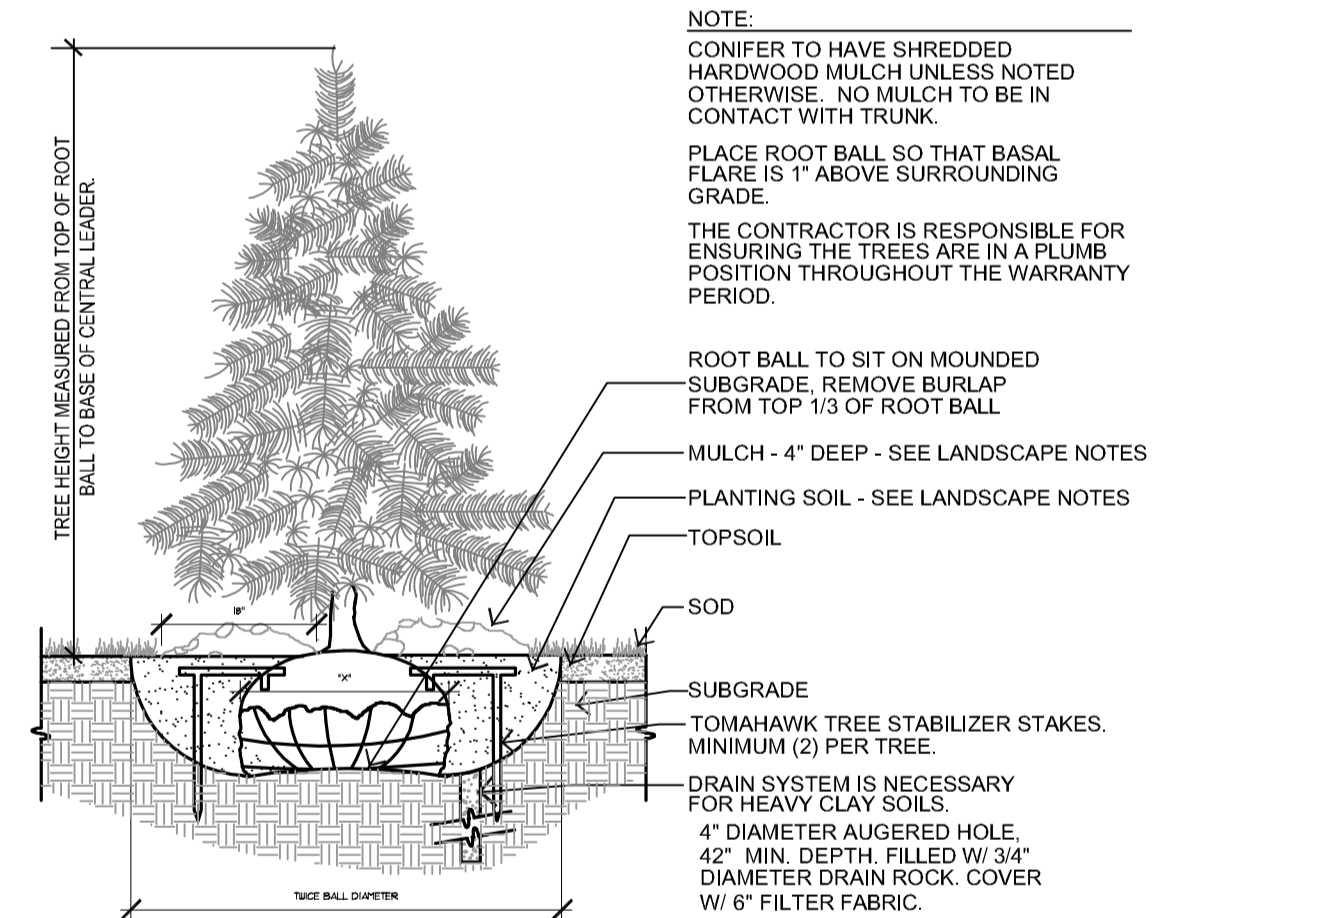 NOTE:
CONIFER TO HAVE SHREDDED
HARDWOOD MULCH UNLESS NOTED
OTHERWISE.  NO MULCH TO BE IN
CONTACT WITH TRUNK.
PLACE ROOT BALL SO THAT BASAL
FLARE IS 1" ABOVE SURROUNDING
GRADE.
THE CONTRACTOR IS RESPONSIBLE FOR
ENSURING THE TREES ARE IN A PLUMB
POSITION THROUGHOUT THE WARRANTY
PERIOD.
TREE HEIGHT MEASURED FROM TOP OF ROOT
BALL TO BASE OF CENTRAL LEADER.
ROOT BALL TO SIT ON MOUNDED
SUBGRADE, REMOVE BURLAP
FROM TOP 1/3 OF ROOT BALL
MULCH - 4" DEEP - SEE LANDSCAPE NOTES
PLANTING SOIL - SEE LANDSCAPE NOTES
TOPSOIL
SOD
18"
"X"
SUBGRADE
TOMAHAWK TREE STABILIZER STAKES.
MINIMUM (2) PER TREE.
DRAIN SYSTEM IS NECESSARY
FOR HEAVY CLAY SOILS.
4" DIAMETER AUGERED HOLE,
42"  MIN. DEPTH. FILLED W/ 3/4"
DIAMETER DRAIN ROCK. COVER
W/ 6" FILTER FABRIC.
TWICE BALL DIAMETER